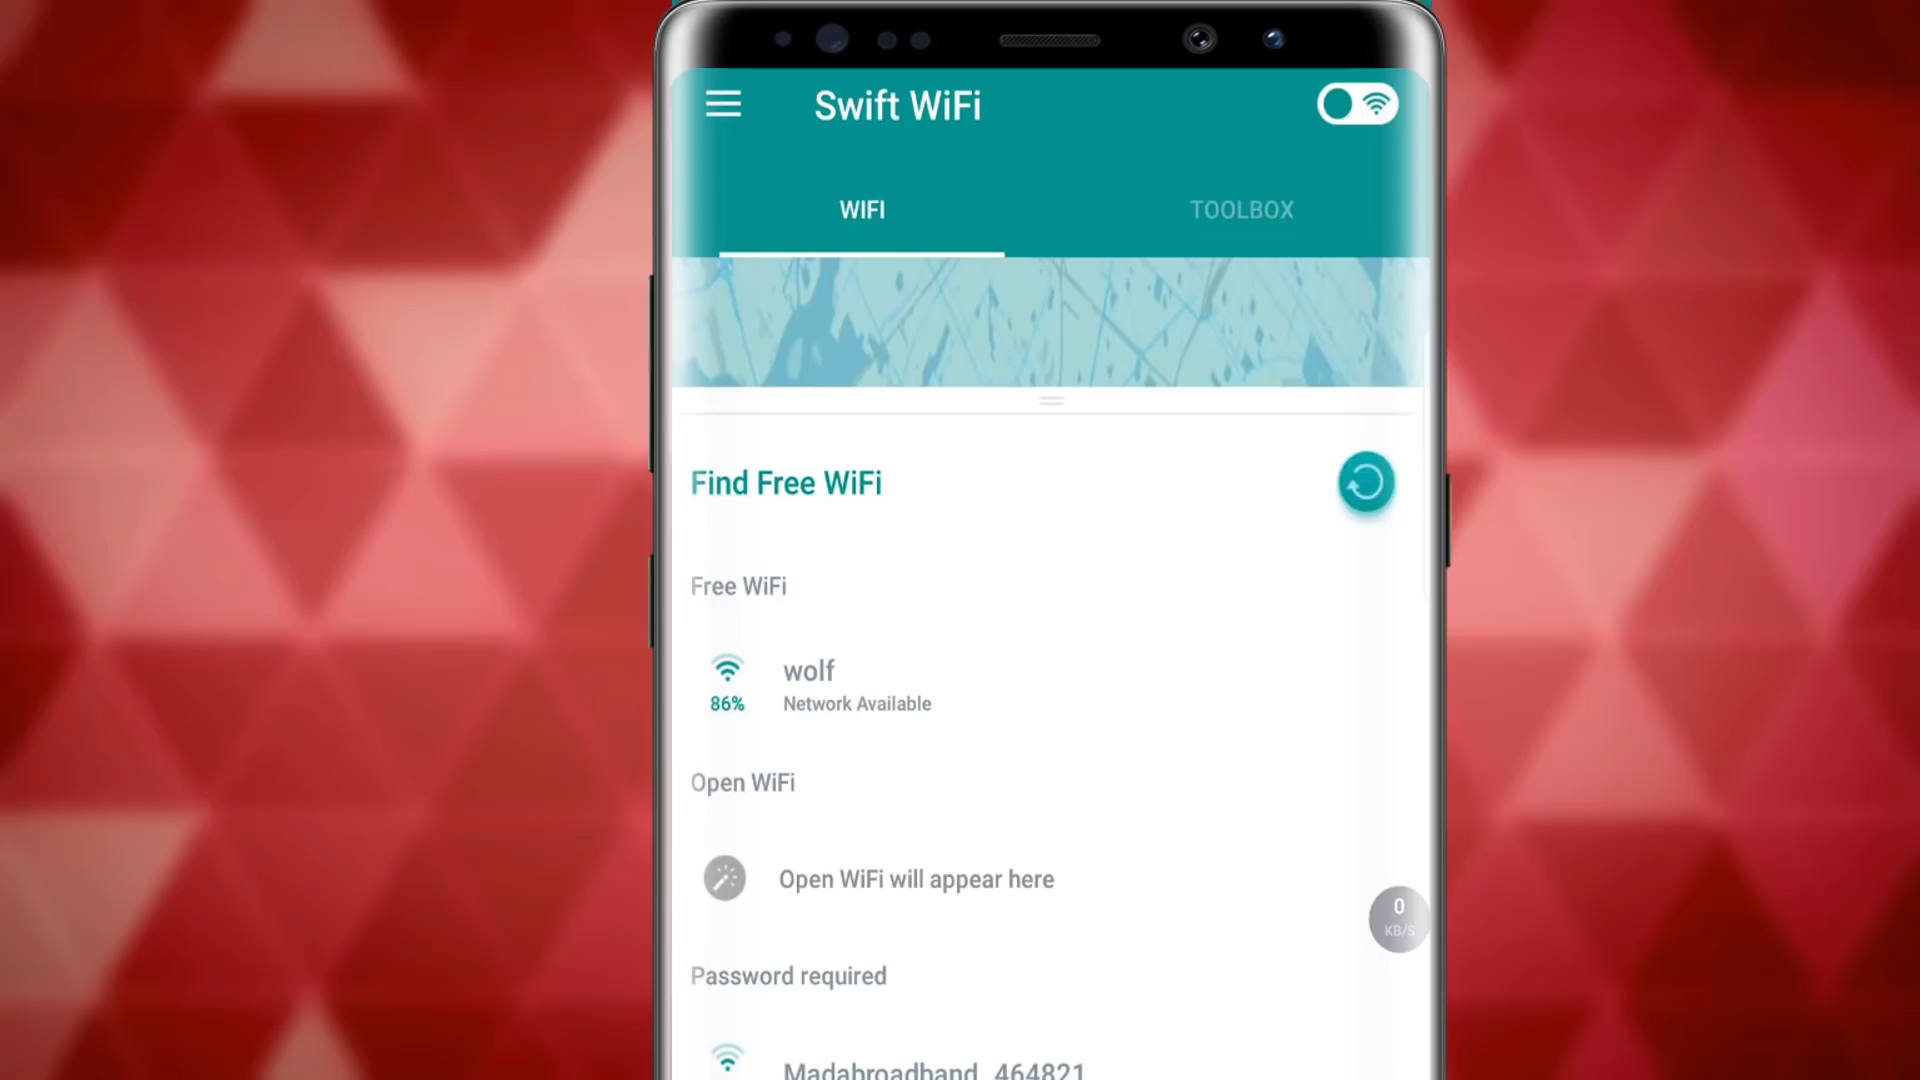 Swift WiFi
WIFI
TOOLBOX
Find Free WiFi
Free WiFi
wolf
86%
Network Available
Open WiFi
Open WiFi will appear here
0
KB/S
Password required
Madabroadband_464821